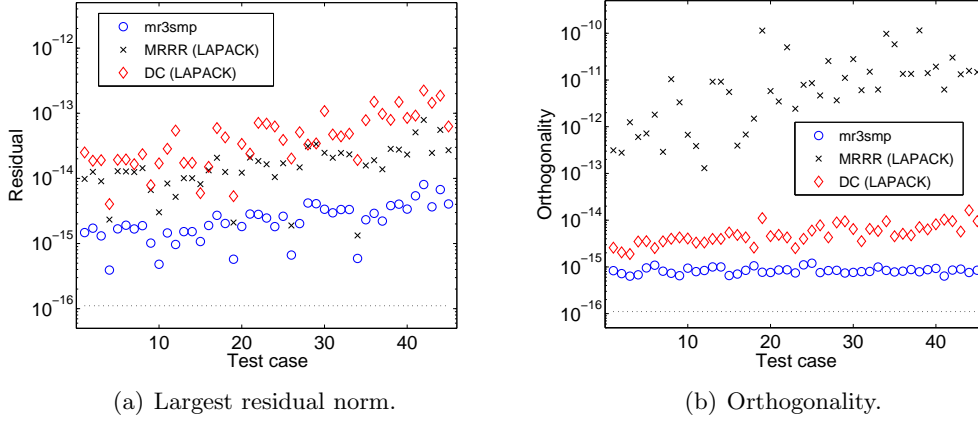 mr3smp
MRRR (LAPACK)
DC (LAPACK)
10^-12
10^-13
10^-14
10^-15
10^-16
Residual
10 20 30 40
Test case
(a) Largest residual norm.
10^-10
10^-11
10^-12
10^-13
10^-14
10^-15
10^-16
Orthogonality
mr3smp
MRRR (LAPACK)
DC (LAPACK)
10 20 30 40
Test case
(b) Orthogonality.